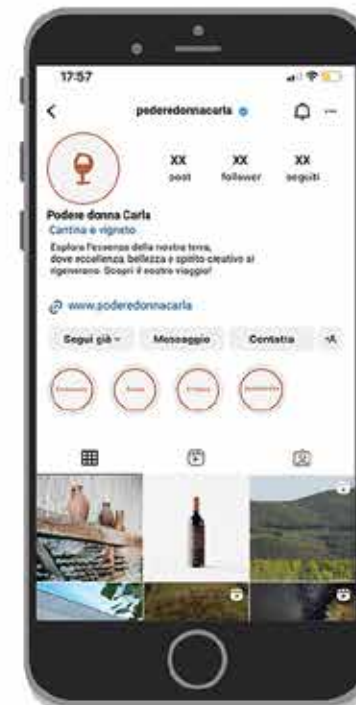 17:57
poderedonnacarla
XX XX XX
post follower seguiti
Podere donna Carla
Cantina e vigneto
Esplora l'essenza della nostra terra,
dove eccellenza, bellezza e spirito creativo si
rigenerano. Scopri il nostro viaggio!
www.poderedonnacarla
Segui già Messaggio Contatta